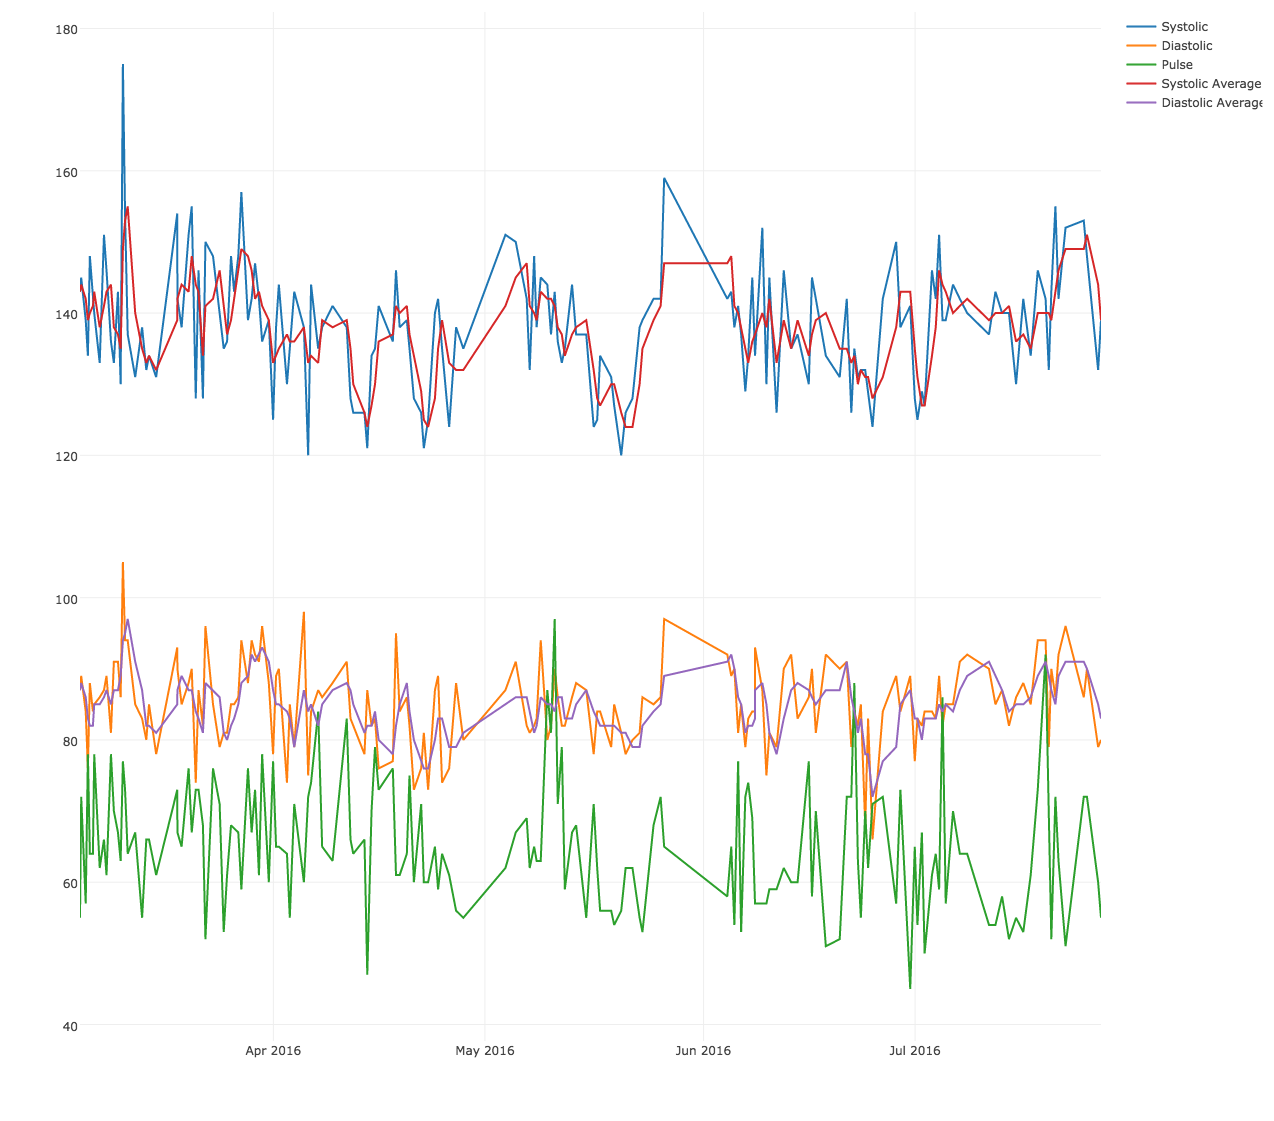 180
160
140
120
100
80
60
40
Apr 2016
May 2016
Jun 2016
Jul 2016
Systolic
Diastolic
Pulse
Systolic Average
Diastolic Average